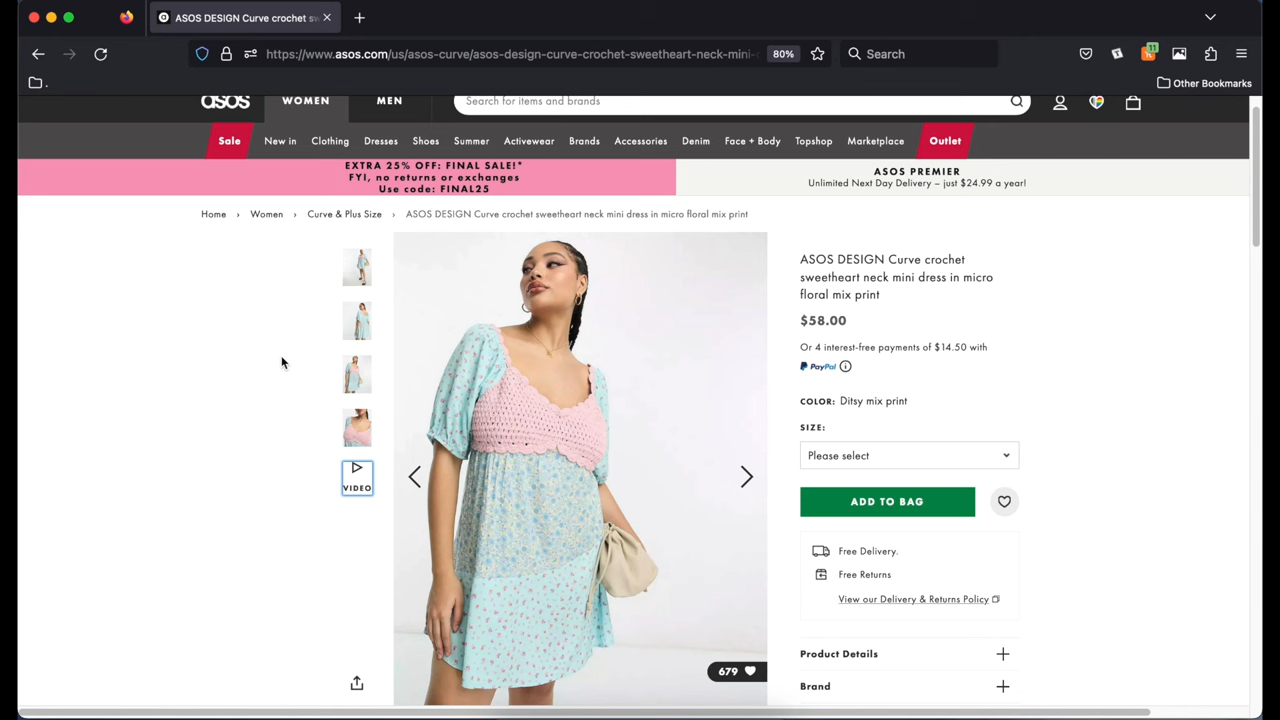 ASOS DESIGN Curve crochet sw
https://www.asos.com/us/asos-curve/asos-design-curve-crochet-sweetheart-neck-mini-
80%
Search
11
.
Other Bookmarks
asos
WOMEN
MEN
Search for items and brands
Sale
New in
Clothing
Dresses
Shoes
Summer
Activewear
Brands
Accessories
Denim
Face + Body
Topshop
Marketplace
Outlet
EXTRA 25% OFF: FINAL SALE!*
FYI, no returns or exchanges
Use code: FINAL25
ASOS PREMIER
Unlimited Next Day Delivery – just $24.99 a year!
Home › Women › Curve & Plus Size › ASOS DESIGN Curve crochet sweetheart neck mini dress in micro floral mix print
VIDEO
679
ASOS DESIGN Curve crochet
sweetheart neck mini dress in micro
floral mix print
$58.00
Or 4 interest-free payments of $14.50 with
PayPal
COLOR: Ditsy mix print
SIZE:
Please select
ADD TO BAG
Free Delivery.
Free Returns
View our Delivery & Returns Policy
Product Details
Brand